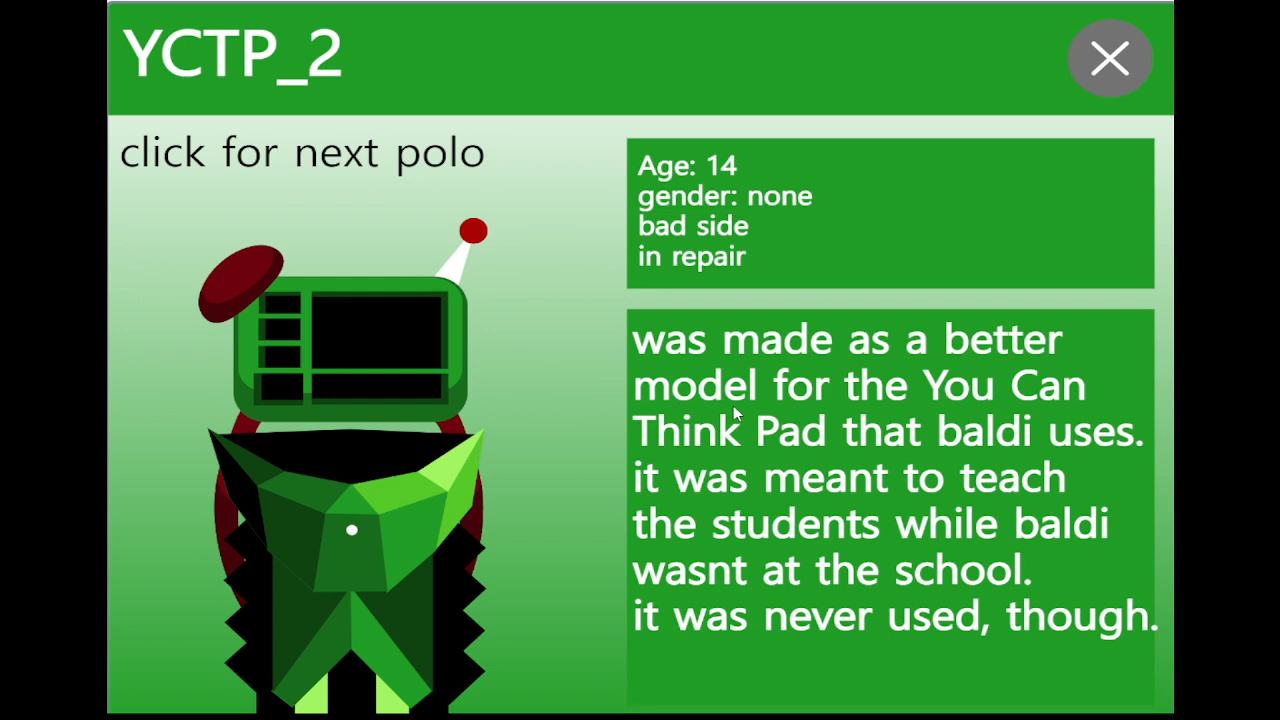 YCTP_2
click for next polo
Age: 14
gender: none
bad side
in repair
was made as a better
model for the You Can
Think Pad that baldi uses.
it was meant to teach
the students while baldi
wasnt at the school.
it was never used, though.